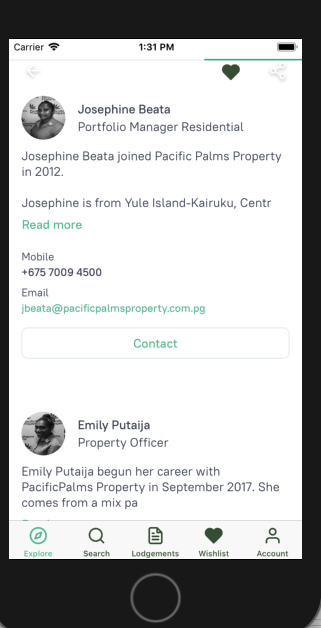 Carrier 1:31 PM
Josephine Beata
Portfolio Manager Residential
Josephine Beata joined Pacific Palms Property
in 2012.
Josephine is from Yule Island-Kairuku, Centr
Read more
Mobile
+675 7009 4500
Email
jbeata@pacificpalmsproperty.com.pg
Contact
Emily Putaija
Property Officer
Emily Putaija begun her career with
PacificPalms Property in September 2017. She
comes from a mix pa
Explore Search Lodgements Wishlist Account